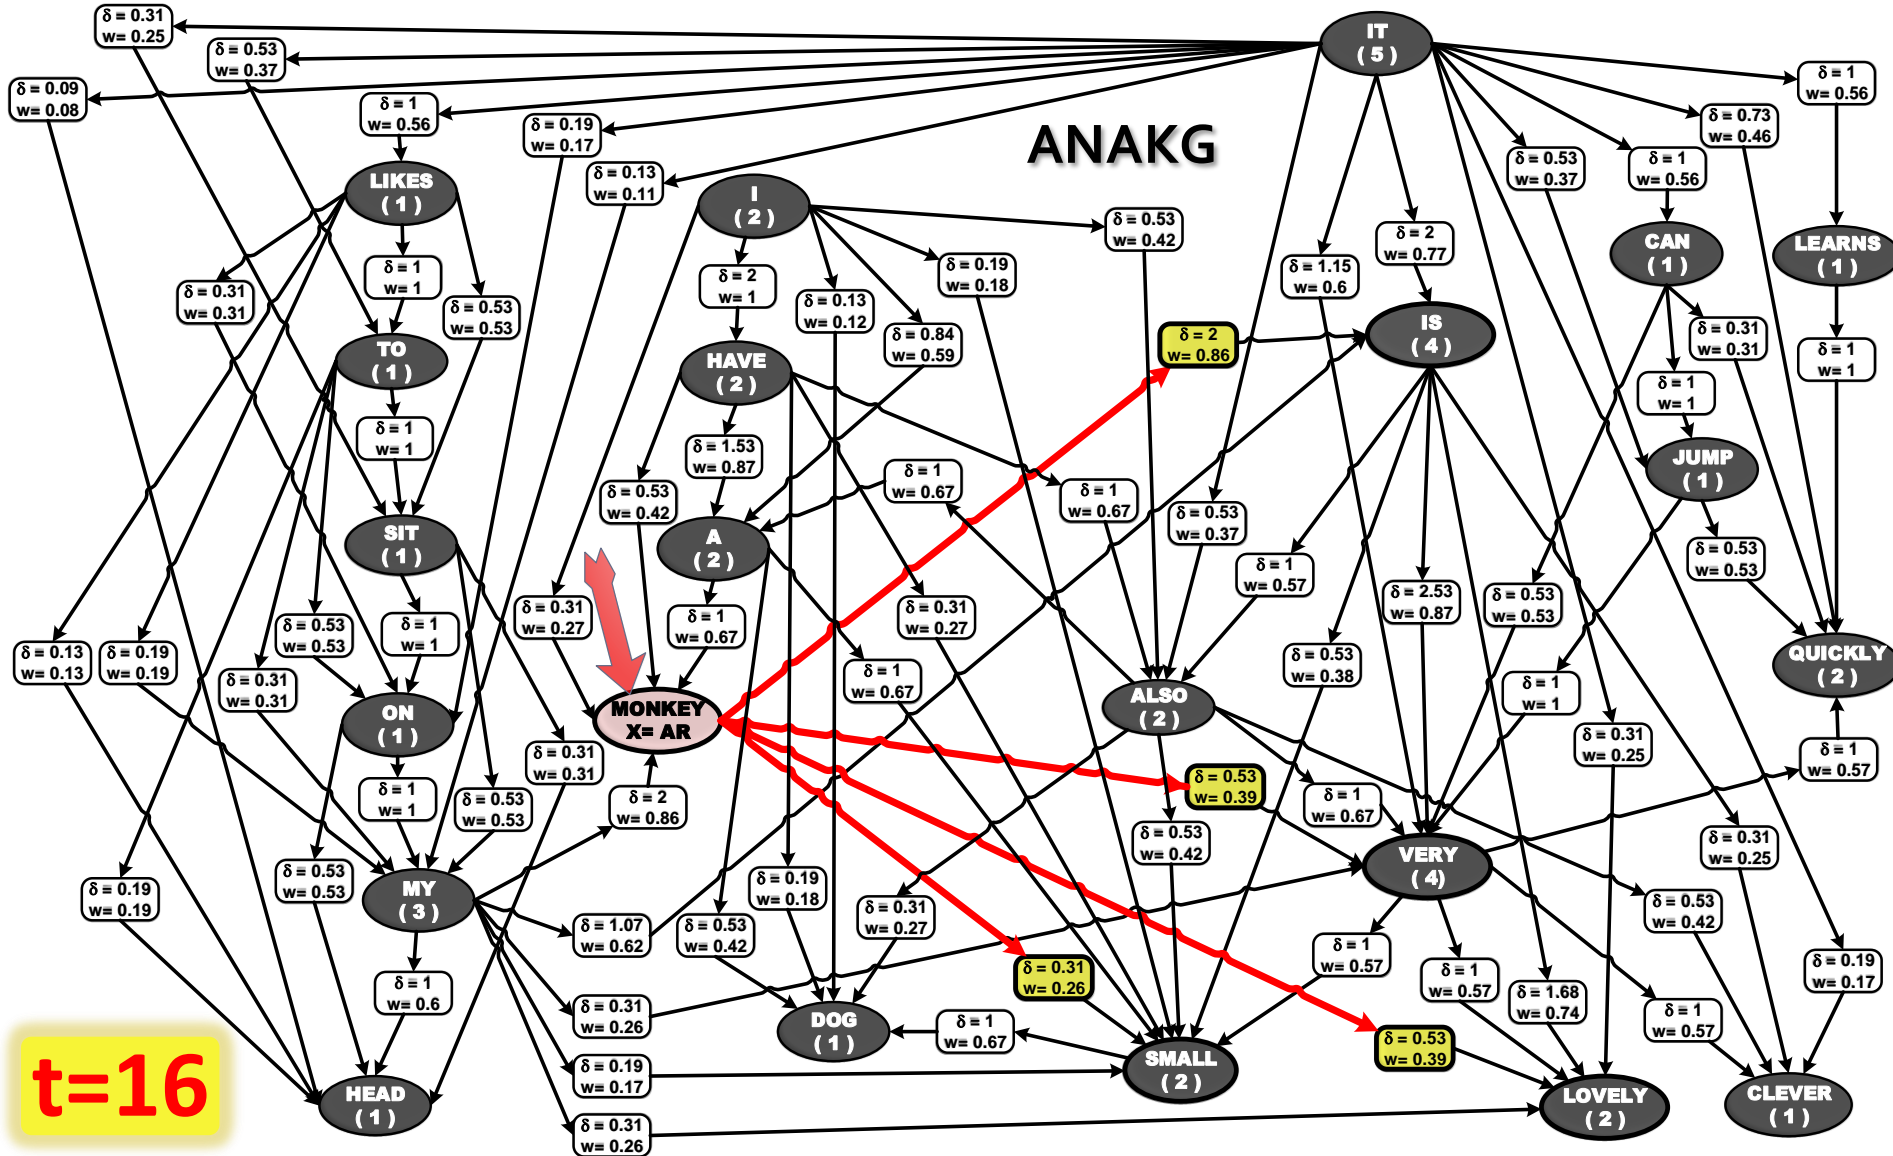 δ = 0.31
w= 0.25
δ = 0.53
w= 0.37
δ = 0.09
w= 0.08
δ = 1
w= 0.56
δ = 0.19
w= 0.17
δ = 0.13
w= 0.11
ANAKG
IT
( 5 )
δ = 1
w= 0.56
δ = 0.73
w= 0.46
δ = 0.53
w= 0.37
δ = 1
w= 0.56
LIKES
( 1 )
I
( 2 )
δ = 0.53
w= 0.42
δ = 2
w= 0.77
CAN
( 1 )
LEARNS
( 1 )
δ = 0.31
w= 0.31
δ = 1
w= 1
δ = 0.53
w= 0.53
δ = 2
w= 1
δ = 0.13
w= 0.12
δ = 0.19
w= 0.18
δ = 0.84
w= 0.59
δ = 1.15
w= 0.6
δ = 2
w= 0.86
IS
( 4 )
δ = 0.31
w= 0.31
δ = 1
w= 1
TO
( 1 )
HAVE
( 2 )
δ = 1
w= 1
δ = 1
w= 1
δ = 1.53
w= 0.87
δ = 1
w= 0.67
δ = 0.53
w= 0.42
δ = 1
w= 0.67
δ = 0.53
w= 0.37
JUMP
( 1 )
SIT
( 1 )
A
( 2 )
δ = 1
w= 0.57
δ = 0.53
w= 0.53
δ = 0.13
w= 0.13
δ = 0.19
w= 0.19
δ = 0.31
w= 0.31
δ = 0.53
w= 0.53
δ = 1
w= 1
δ = 0.31
w= 0.27
δ = 1
w= 0.67
δ = 0.31
w= 0.27
δ = 2.53
w= 0.87
δ = 0.53
w= 0.53
δ = 0.53
w= 0.38
δ = 1
w= 0.67
δ = 1
w= 1
QUICKLY
( 2 )
ON
( 1 )
MONKEY
X= AR
ALSO
( 2 )
δ = 0.31
w= 0.25
δ = 1
w= 0.57
δ = 0.31
w= 0.31
δ = 1
w= 1
δ = 0.53
w= 0.53
δ = 2
w= 0.86
δ = 0.53
w= 0.39
δ = 1
w= 0.67
δ = 0.53
w= 0.42
δ = 0.31
w= 0.25
VERY
( 4)
δ = 0.19
w= 0.19
δ = 0.53
w= 0.53
MY
( 3 )
δ = 0.19
w= 0.18
δ = 0.31
w= 0.27
δ = 0.53
w= 0.42
δ = 1.07
w= 0.62
δ = 0.53
w= 0.42
δ = 1
w= 0.57
δ = 0.31
w= 0.26
δ = 1
w= 0.57
δ = 0.19
w= 0.17
δ = 1
w= 0.6
δ = 0.31
w= 0.26
DOG
( 1 )
δ = 1
w= 0.67
δ = 1.68
w= 0.74
δ = 1
w= 0.57
δ = 0.53
w= 0.39
SMALL
( 2 )
δ = 0.19
w= 0.17
t=16
HEAD
( 1 )
LOVELY
( 2 )
CLEVER
( 1 )
δ = 0.31
w= 0.26